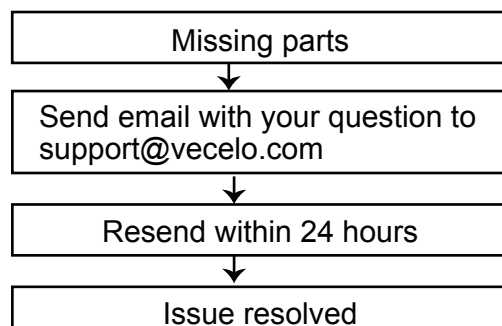 Missing parts
Send email with your question to
support@vecelo.com
Resend within 24 hours
Issue resolved